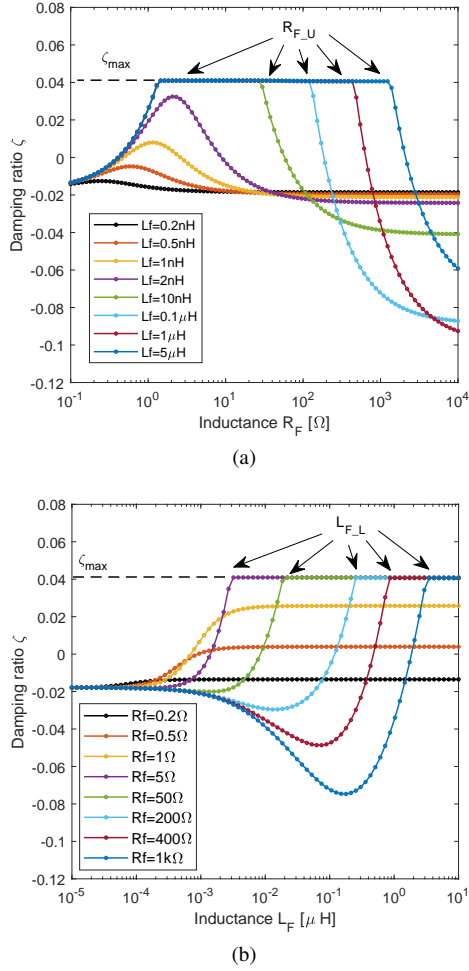 0.08
0.06
0.04
0.02
0
-0.02
-0.04
-0.06
-0.08
-0.1
-0.12
Damping ratio ζ
ζmax
R_{F_U}
Lf=0.2nH
Lf=0.5nH
Lf=1nH
Lf=2nH
Lf=10nH
Lf=0.1μH
Lf=1μH
Lf=5μH
10^{-1} 10^{0} 10^{1} 10^{2} 10^{3} 10^{4}
Inductance R_F [Ω]
(a)
0.08
0.06
0.04
0.02
0
-0.02
-0.04
-0.06
-0.08
-0.1
-0.12
Damping ratio ζ
ζmax
L_{F_L}
Rf=0.2Ω
Rf=0.5Ω
Rf=1Ω
Rf=5Ω
Rf=50Ω
Rf=200Ω
Rf=400Ω
Rf=1kΩ
10^{-5} 10^{-4} 10^{-3} 10^{-2} 10^{-1} 10^{0} 10^{1}
Inductance L_F [μ H]
(b)